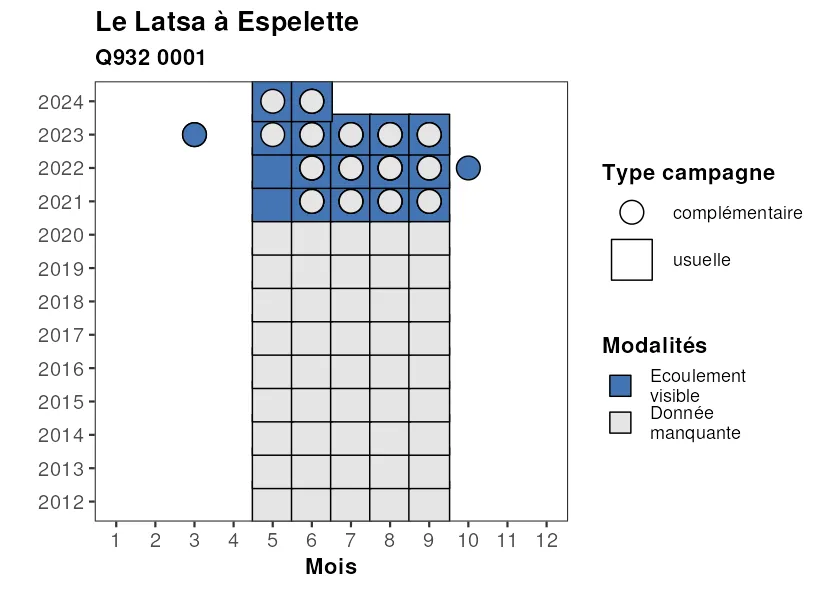 Le Latsa à Espelette
Q932 0001
2024
2023
2022
2021
2020
2019
2018
2017
2016
2015
2014
2013
2012
1 2 3 4 5 6 7 8 9 10 11 12
Mois
Type campagne
complémentaire
usuelle
Modalités
Ecoulement
visible
Donnée
manquante